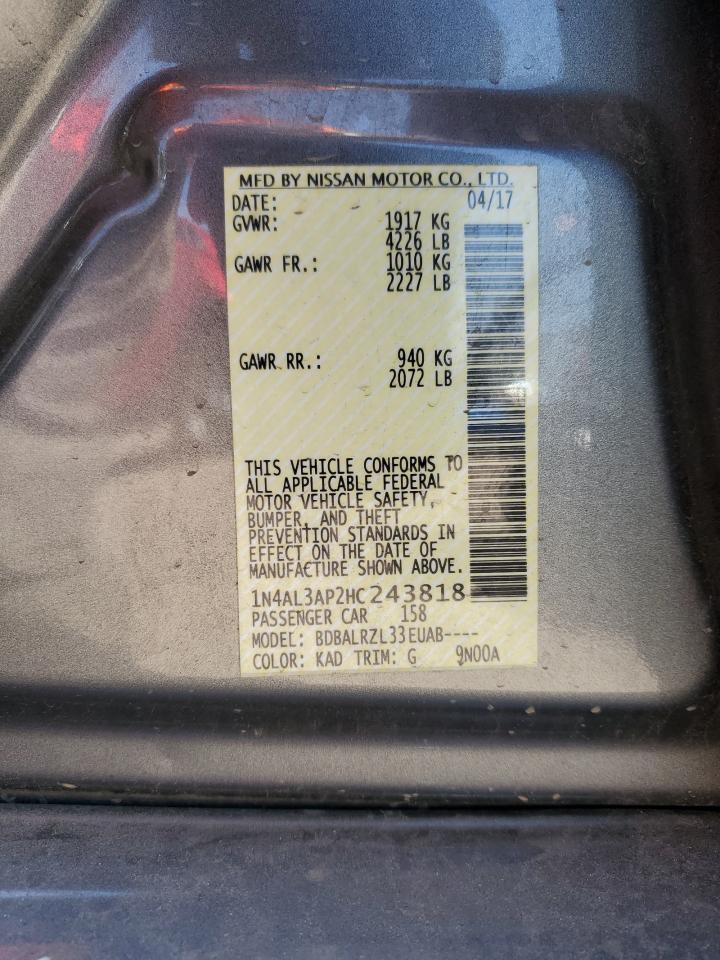 MFD BY NISSAN MOTOR CO., LTD.
DATE: 04/17
GVWR: 1917 KG
4226 LB
GAWR FR.: 1010 KG
2227 LB
GAWR RR.: 940 KG
2072 LB
THIS VEHICLE CONFORMS TO
ALL APPLICABLE FEDERAL
MOTOR VEHICLE SAFETY,
BUMPER, AND THEFT
PREVENTION STANDARDS IN
EFFECT ON THE DATE OF
MANUFACTURE SHOWN ABOVE.
1N4AL3AP2HC243818
PASSENGER CAR 158
MODEL: BDBALRZL33EUAB----
COLOR: KAD TRIM: G 9N00A